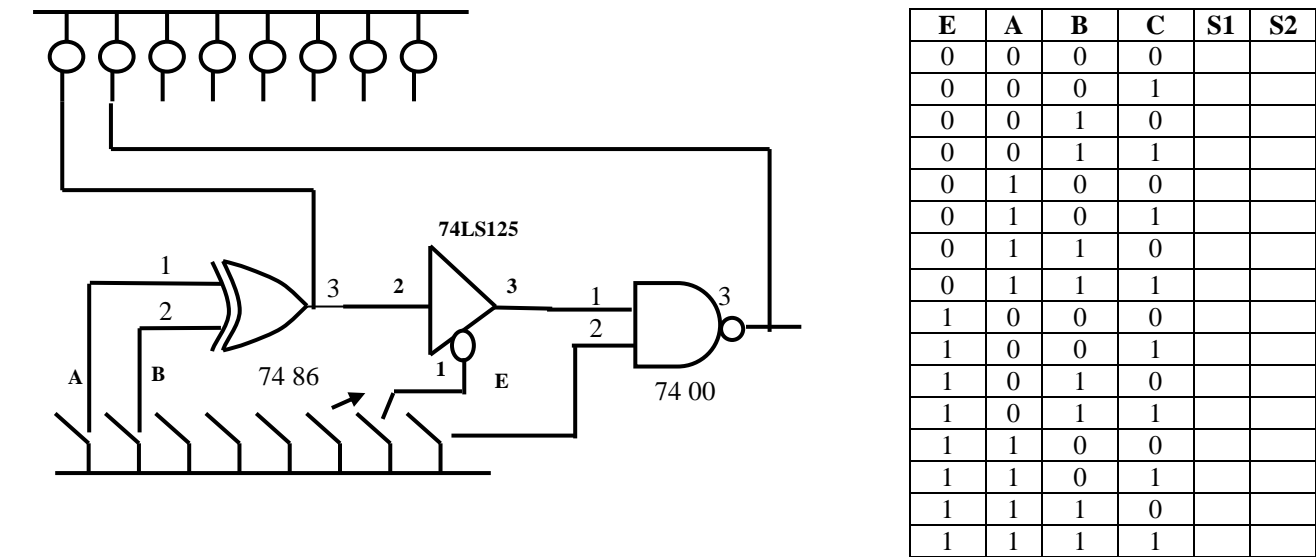 74LS125
1
2
3
2
3
1
2
3
A
B
74 86
1
E
74 00
E A B C S1 S2
0 0 0 0
0 0 0 1
0 0 1 0
0 0 1 1
0 1 0 0
0 1 0 1
0 1 1 0
0 1 1 1
1 0 0 0
1 0 0 1
1 0 1 0
1 0 1 1
1 1 0 0
1 1 0 1
1 1 1 0
1 1 1 1